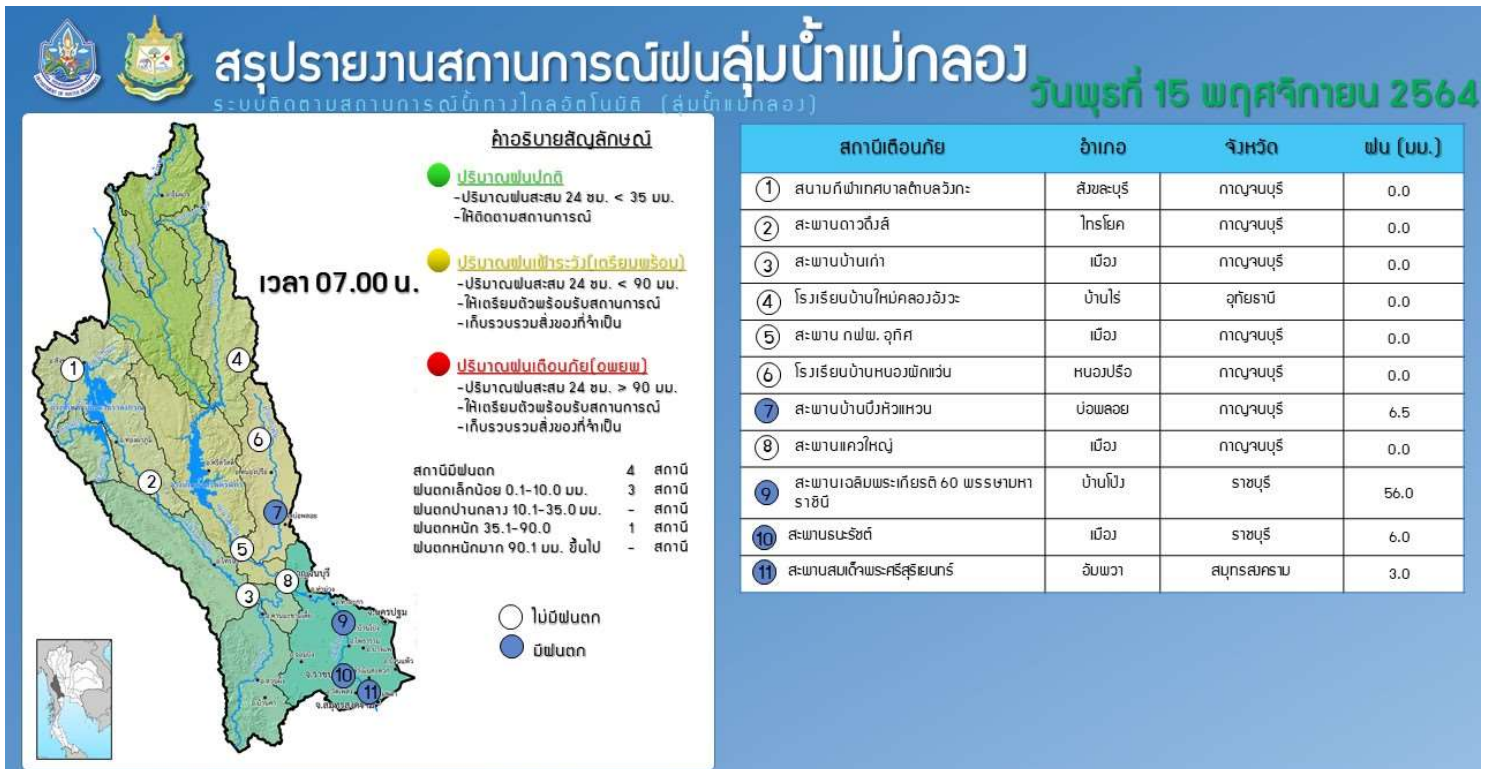 สรุปรายงานสถานการณ์ฝนลุ่มน้ำแม่กลอง
ระบบติดตามสถานการณ์น้ำทางไกลอัตโนมัติ (ลุ่มน้ำแม่กลอง)
วันพุธที่ 15 พฤศจิกายน 2564
เวลา 07.00 น.
คำอธิบายสัญลักษณ์
ปริมาณฝนปกติ
-ปริมาณฝนสะสม 24 ชม. < 35 มม.
-ให้ติดตามสถานการณ์
ปริมาณฝนเฝ้าระวัง(เตรียมพร้อม)
-ปริมาณฝนสะสม 24 ชม. < 90 มม.
-ให้เตรียมตัวพร้อมรับสถานการณ์
-เก็บรวบรวมสิ่งของที่จำเป็น
ปริมาณฝนเตือนภัย(อพยพ)
-ปริมาณฝนสะสม 24 ชม. > 90 มม.
-ให้เตรียมตัวพร้อมรับสถานการณ์
-เก็บรวบรวมสิ่งของที่จำเป็น
สถานีมีฝนตก 4 สถานี
ฝนตกเล็กน้อย 0.1-10.0 มม. 3 สถานี
ฝนตกปานกลาง 10.1-35.0 มม. - สถานี
ฝนตกหนัก 35.1-90.0 1 สถานี
ฝนตกหนักมาก 90.1 มม. ขึ้นไป - สถานี
ไม่มีฝนตก
มีฝนตก
1
2
3
4
5
6
7
8
9
10
11
สถานีเตือนภัย อำเภอ จังหวัด ฝน (มม.)
1 สนามกีฬาเทศบาลตำบลวังกะ สังขละบุรี กาญจนบุรี 0.0
2 สะพานดาวดึงส์ ไทรโยค กาญจนบุรี 0.0
3 สะพานบ้านเก่า เมือง กาญจนบุรี 0.0
4 โรงเรียนบ้านใหม่คลองอังวะ บ้านไร่ อุทัยธานี 0.0
5 สะพาน กฟผ. อุทิศ เมือง กาญจนบุรี 0.0
6 โรงเรียนบ้านหนองผักแว่น หนองปรือ กาญจนบุรี 0.0
7 สะพานบ้านบึงหัวแหวน บ่อพลอย กาญจนบุรี 6.5
8 สะพานแควใหญ่ เมือง กาญจนบุรี 0.0
9 สะพานเฉลิมพระเกียรติ 60 พรรษามหา บ้านโป่ง ราชบุรี 56.0
ราชินี
10 สะพานธนะรัชต์ เมือง ราชบุรี 6.0
11 สะพานสมเด็จพระศรีสุริเยนทร์ อัมพวา สมุทรสงคราม 3.0